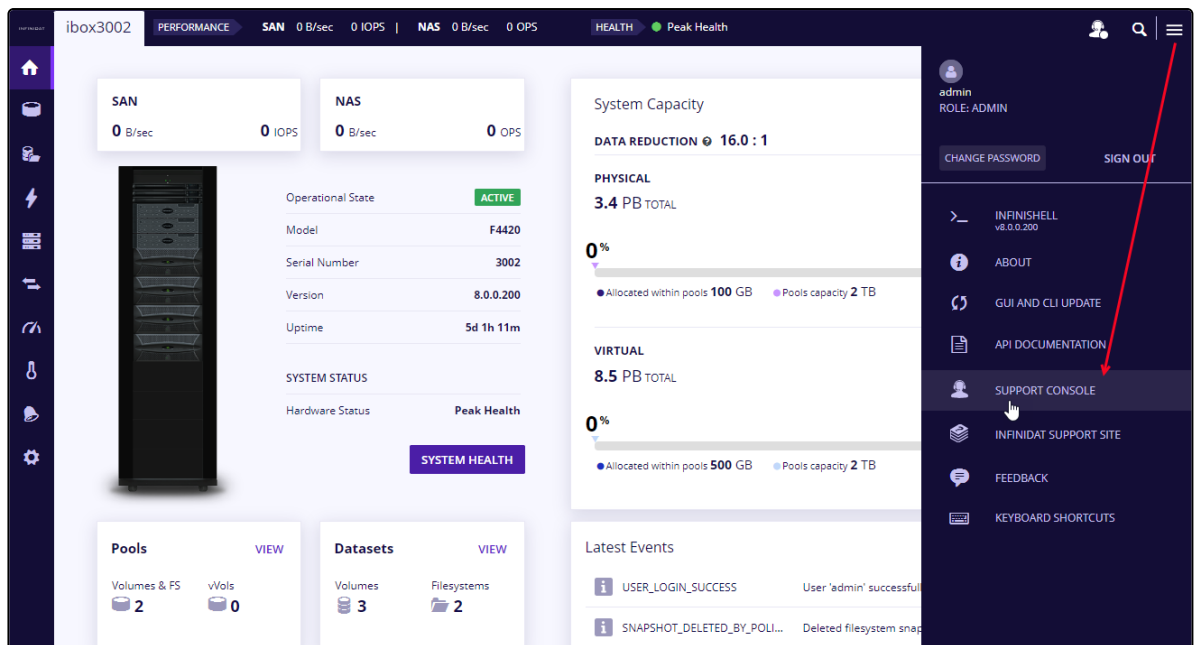 INFINIDAT
ibox3002
PERFORMANCE SAN 0 B/sec 0 IOPS | NAS 0 B/sec 0 OPS
HEALTH Peak Health
SAN
0 B/sec 0 IOPS
NAS
0 B/sec 0 OPS
Operational State ACTIVE
Model F4420
Serial Number 3002
Version 8.0.0.200
Uptime 5d 1h 11m
SYSTEM STATUS
Hardware Status Peak Health
SYSTEM HEALTH
System Capacity
DATA REDUCTION ? 16.0 : 1
PHYSICAL
3.4 PB TOTAL
0%
Allocated within pools 100 GB Pools capacity 2 TB
VIRTUAL
8.5 PB TOTAL
0%
Allocated within pools 500 GB Pools capacity 2 TB
Pools VIEW
Volumes & FS vVols
2 0
Datasets VIEW
Volumes Filesystems
3 2
Latest Events
USER_LOGIN_SUCCESS User 'admin' successfull
SNAPSHOT_DELETED_BY_POLI... Deleted filesystem snap
admin
ROLE: ADMIN
CHANGE PASSWORD SIGN OUT
INFINISHELL
v8.0.0.200
ABOUT
GUI AND CLI UPDATE
API DOCUMENTATION
SUPPORT CONSOLE
INFINIDAT SUPPORT SITE
FEEDBACK
KEYBOARD SHORTCUTS